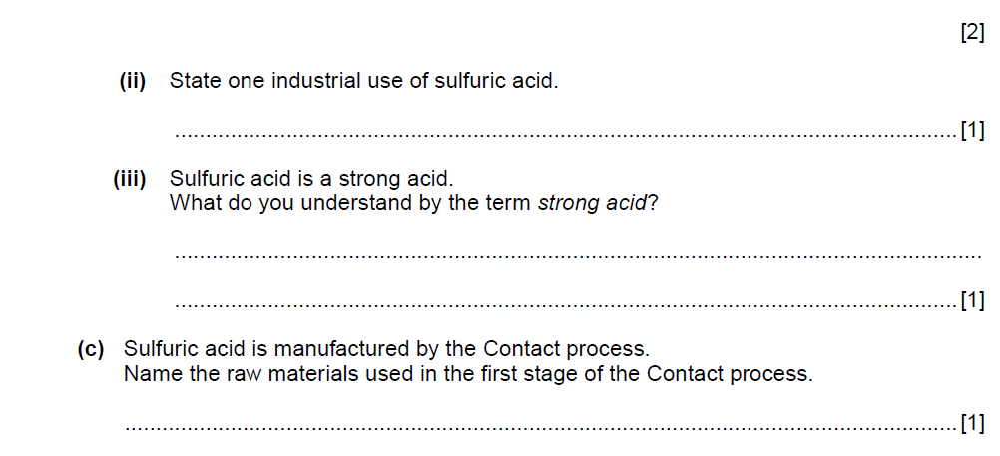 [2]
(ii) State one industrial use of sulfuric acid.
....................................................................................................................................[1]
(iii) Sulfuric acid is a strong acid.
What do you understand by the term strong acid?
........................................................................................................................................
....................................................................................................................................[1]
(c) Sulfuric acid is manufactured by the Contact process.
Name the raw materials used in the first stage of the Contact process.
............................................................................................................................................[1]